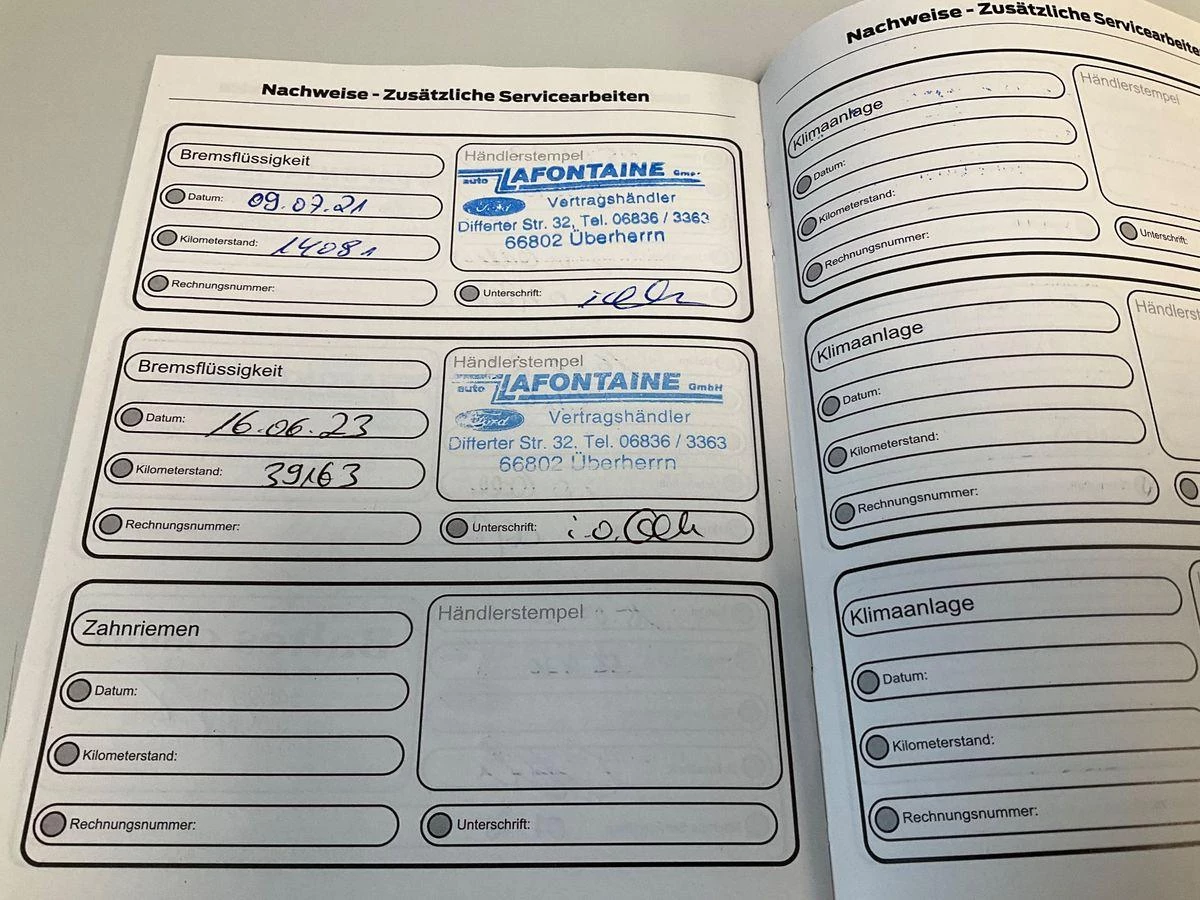 Nachweise - Zusätzliche Servicearbeiten
Bremsflüssigkeit
Datum: 09.07.21
Kilometerstand: 14081
Rechnungsnummer:
Händlerstempel
auto LAFONTAINE GmbH
Ford Vertragshändler
Differter Str. 32, Tel. 06836 / 3363
66802 Überherrn
Unterschrift:
Bremsflüssigkeit
Datum: 16.06.23
Kilometerstand: 39163
Rechnungsnummer:
Händlerstempel
auto LAFONTAINE GmbH
Ford Vertragshändler
Differter Str. 32, Tel. 06836 / 3363
66802 Überherrn
Unterschrift: i.o.
Zahnriemen
Datum:
Kilometerstand:
Rechnungsnummer:
Händlerstempel
Unterschrift:
Nachweise - Zusätzliche Servicearbeite
Klimaanlage
Datum:
Kilometerstand:
Rechnungsnummer:
Händlerstempel
Unterschrift:
Klimaanlage
Datum:
Kilometerstand:
Rechnungsnummer:
Händlerst
Klimaanlage
Datum:
Kilometerstand:
Rechnungsnummer: